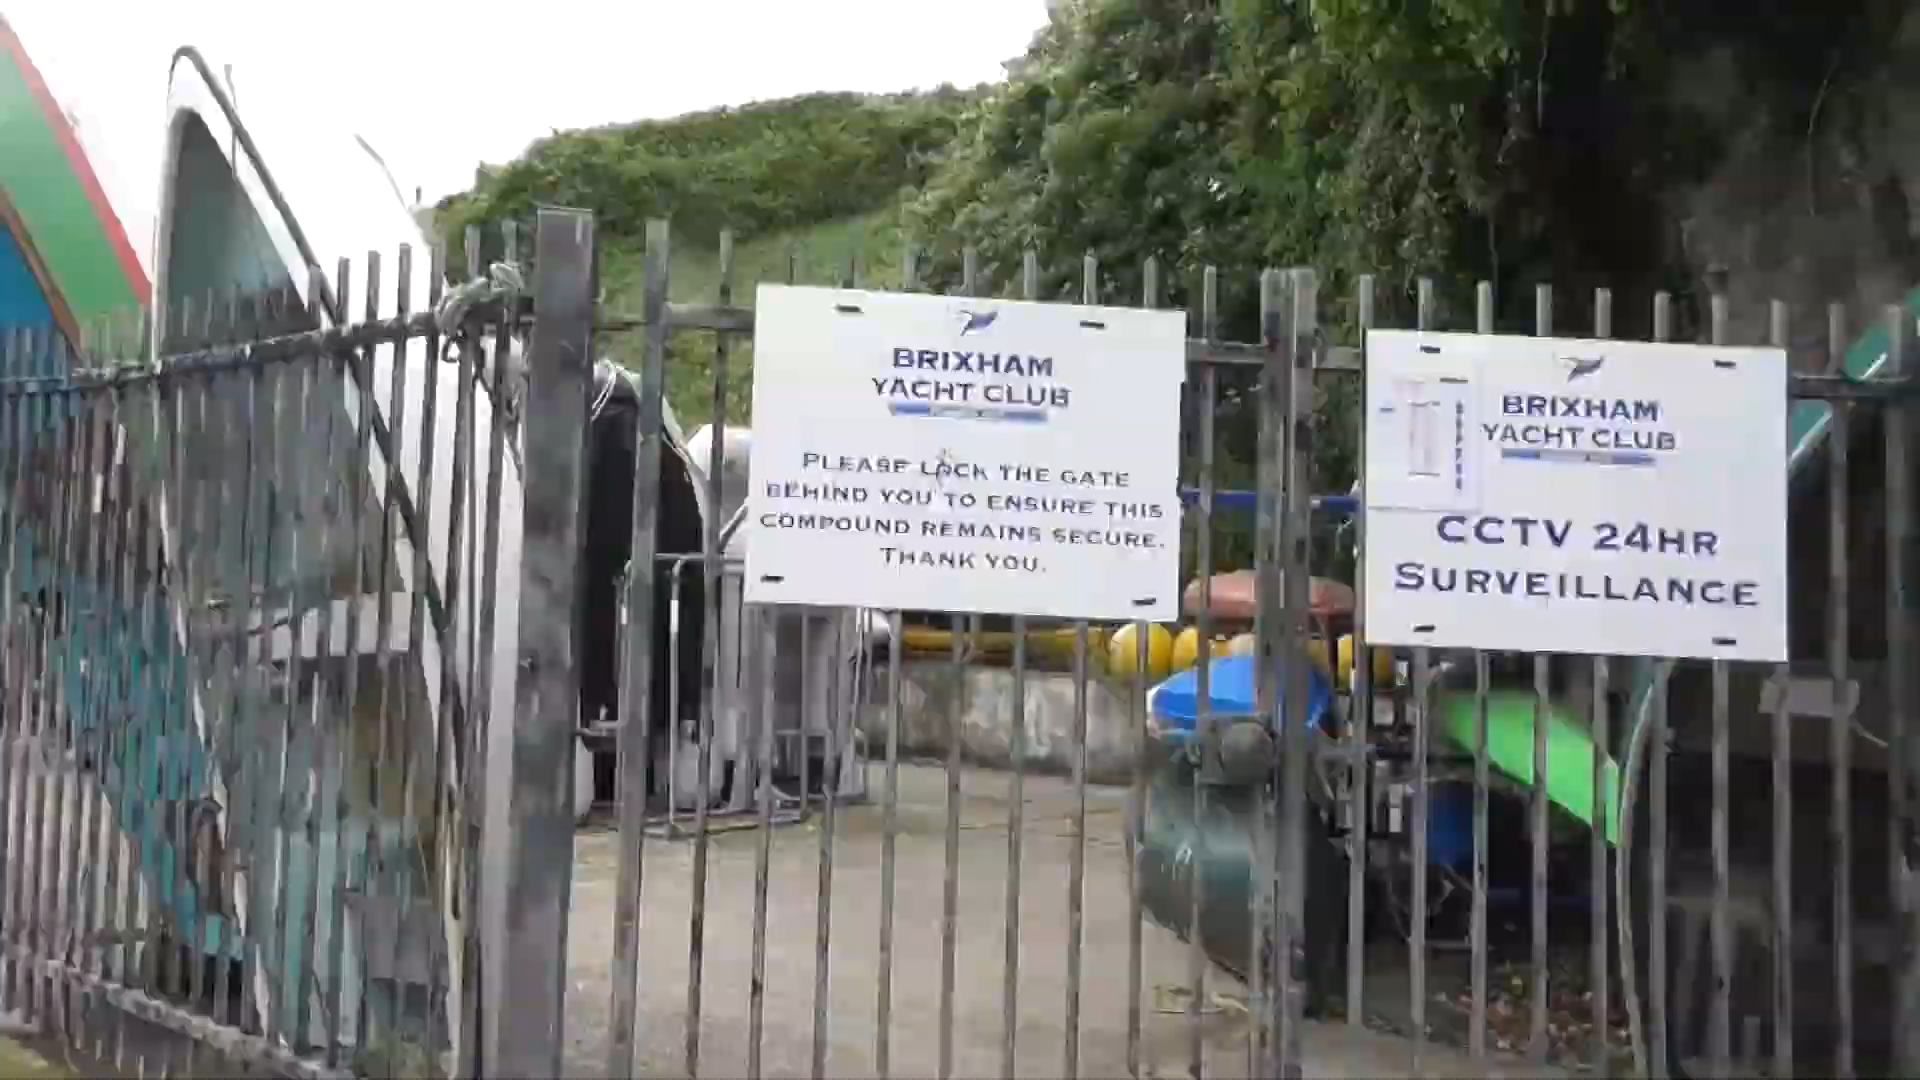 BRIXHAM
YACHT CLUB
PLEASE LOCK THE GATE
BEHIND YOU TO ENSURE THIS
COMPOUND REMAINS SECURE.
THANK YOU.
BRIXHAM
YACHT CLUB
CCTV 24HR
SURVEILLANCE